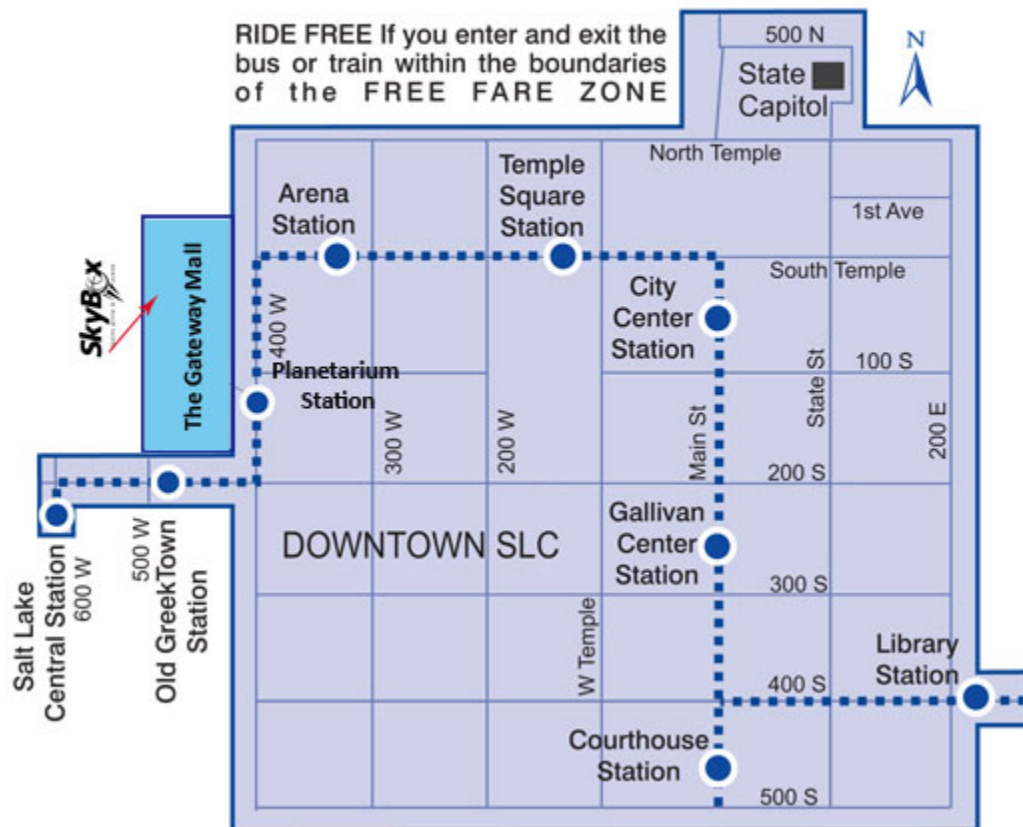 RIDE FREE If you enter and exit the
bus or train within the boundaries
of the FREE FARE ZONE
500 N
N
State
Capitol
North Temple
Arena
Station
Temple
Square
Station
1st Ave
South Temple
SkyBox
The Gateway Mall
400 W
Planetarium
Station
City
Center
Station
State St
100 S
300 W
200 W
Main St
200 E
200 S
DOWNTOWN SLC
Gallivan
Center
Station
300 S
Salt Lake
Central Station
600 W
500 W
Old GreekTown
Station
W Temple
Library
Station
400 S
Courthouse
Station
500 S